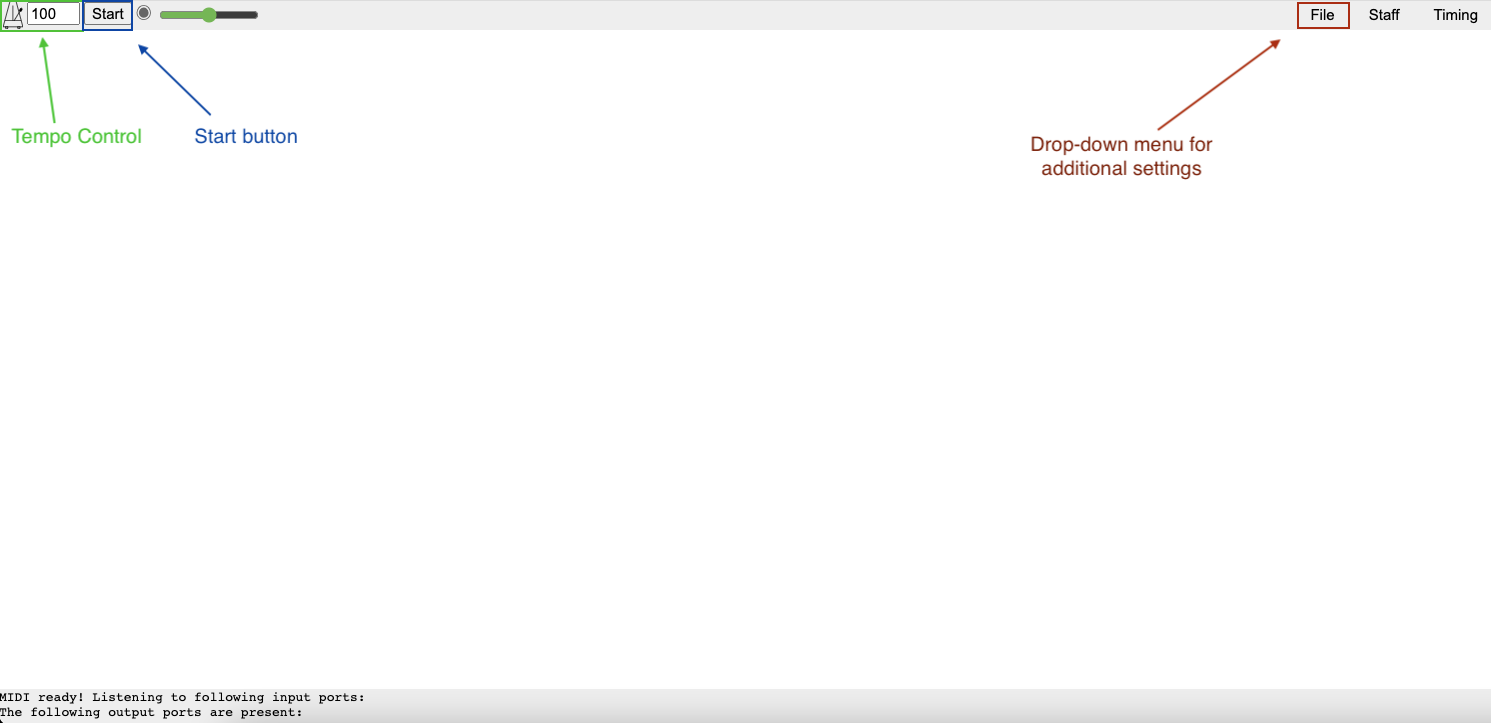 100 Start File Staff Timing
Tempo Control
Start button
Drop-down menu for
additional settings
MIDI ready! Listening to following input ports:
The following output ports are present: